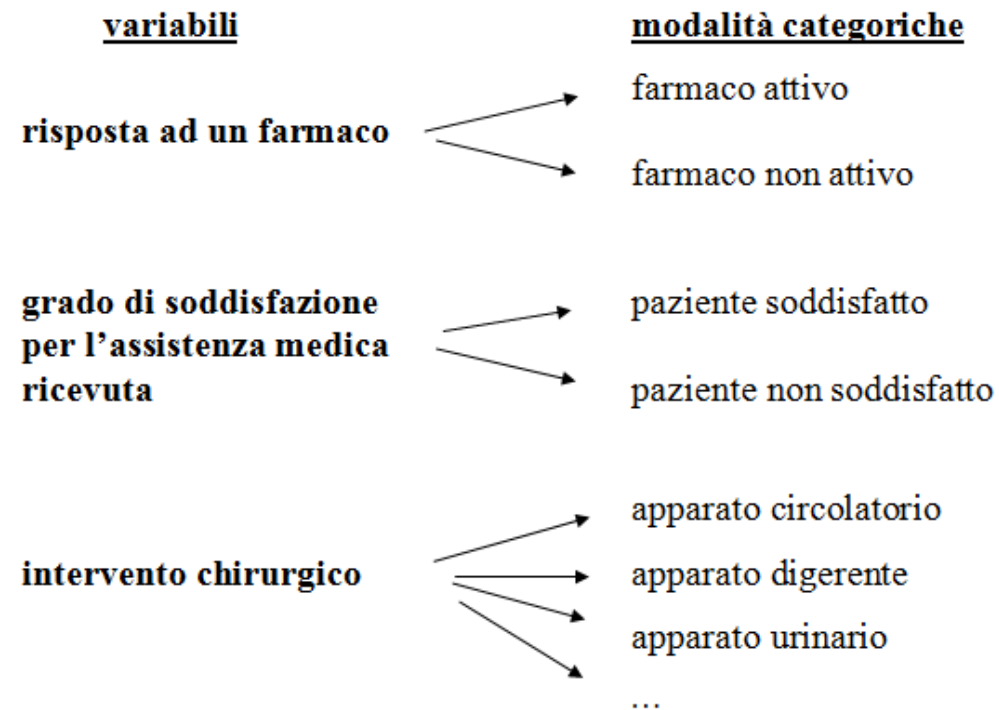 variabili
modalità categoriche
risposta ad un farmaco
farmaco attivo
farmaco non attivo
grado di soddisfazione
per l’assistenza medica
ricevuta
paziente soddisfatto
paziente non soddisfatto
intervento chirurgico
apparato circolatorio
apparato digerente
apparato urinario
...